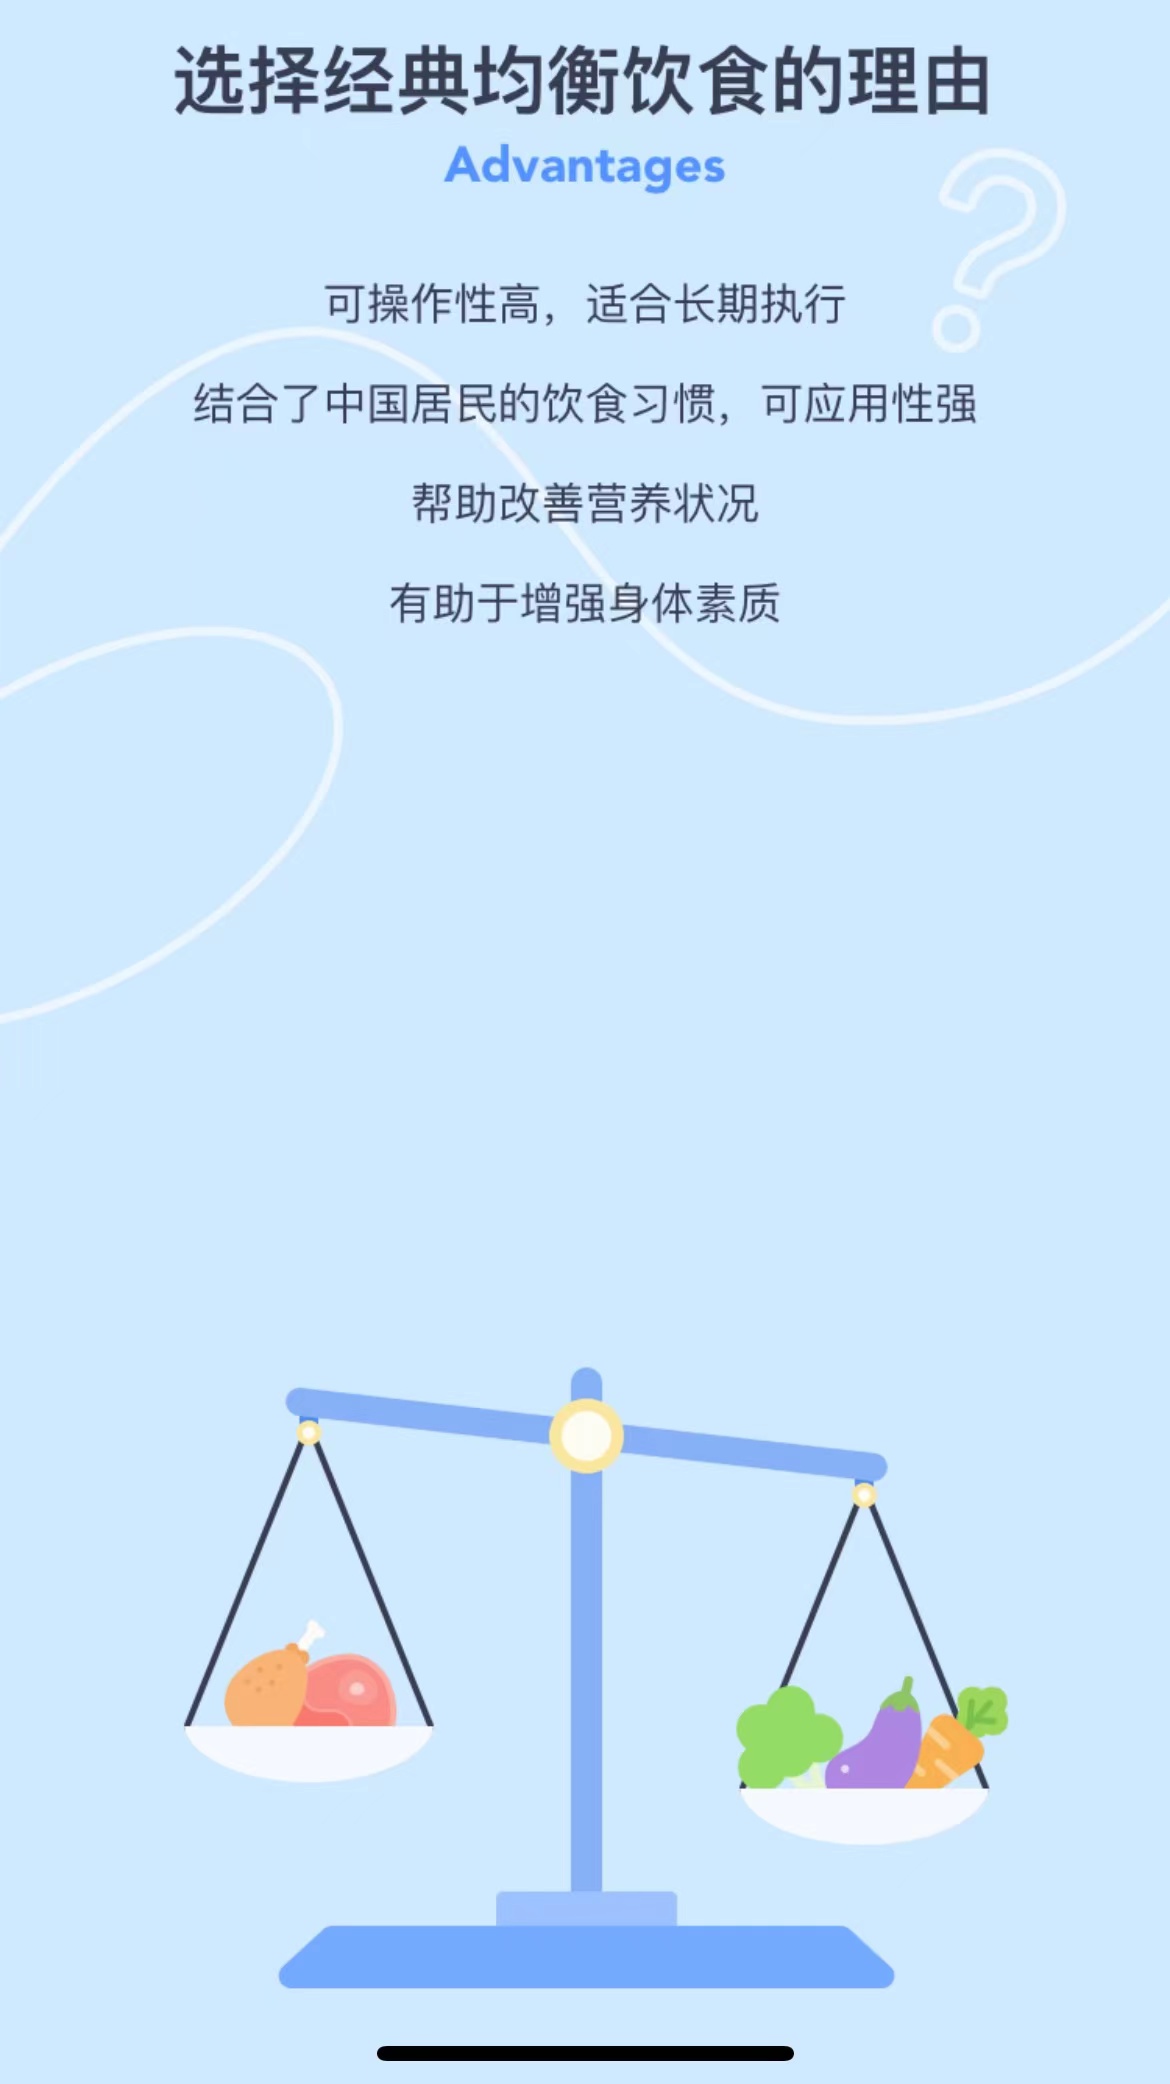 选择经典均衡饮食的理由
Advantages
可操作性高，适合长期执行
结合了中国居民的饮食习惯，可应用性强
帮助改善营养状况
有助于增强身体素质